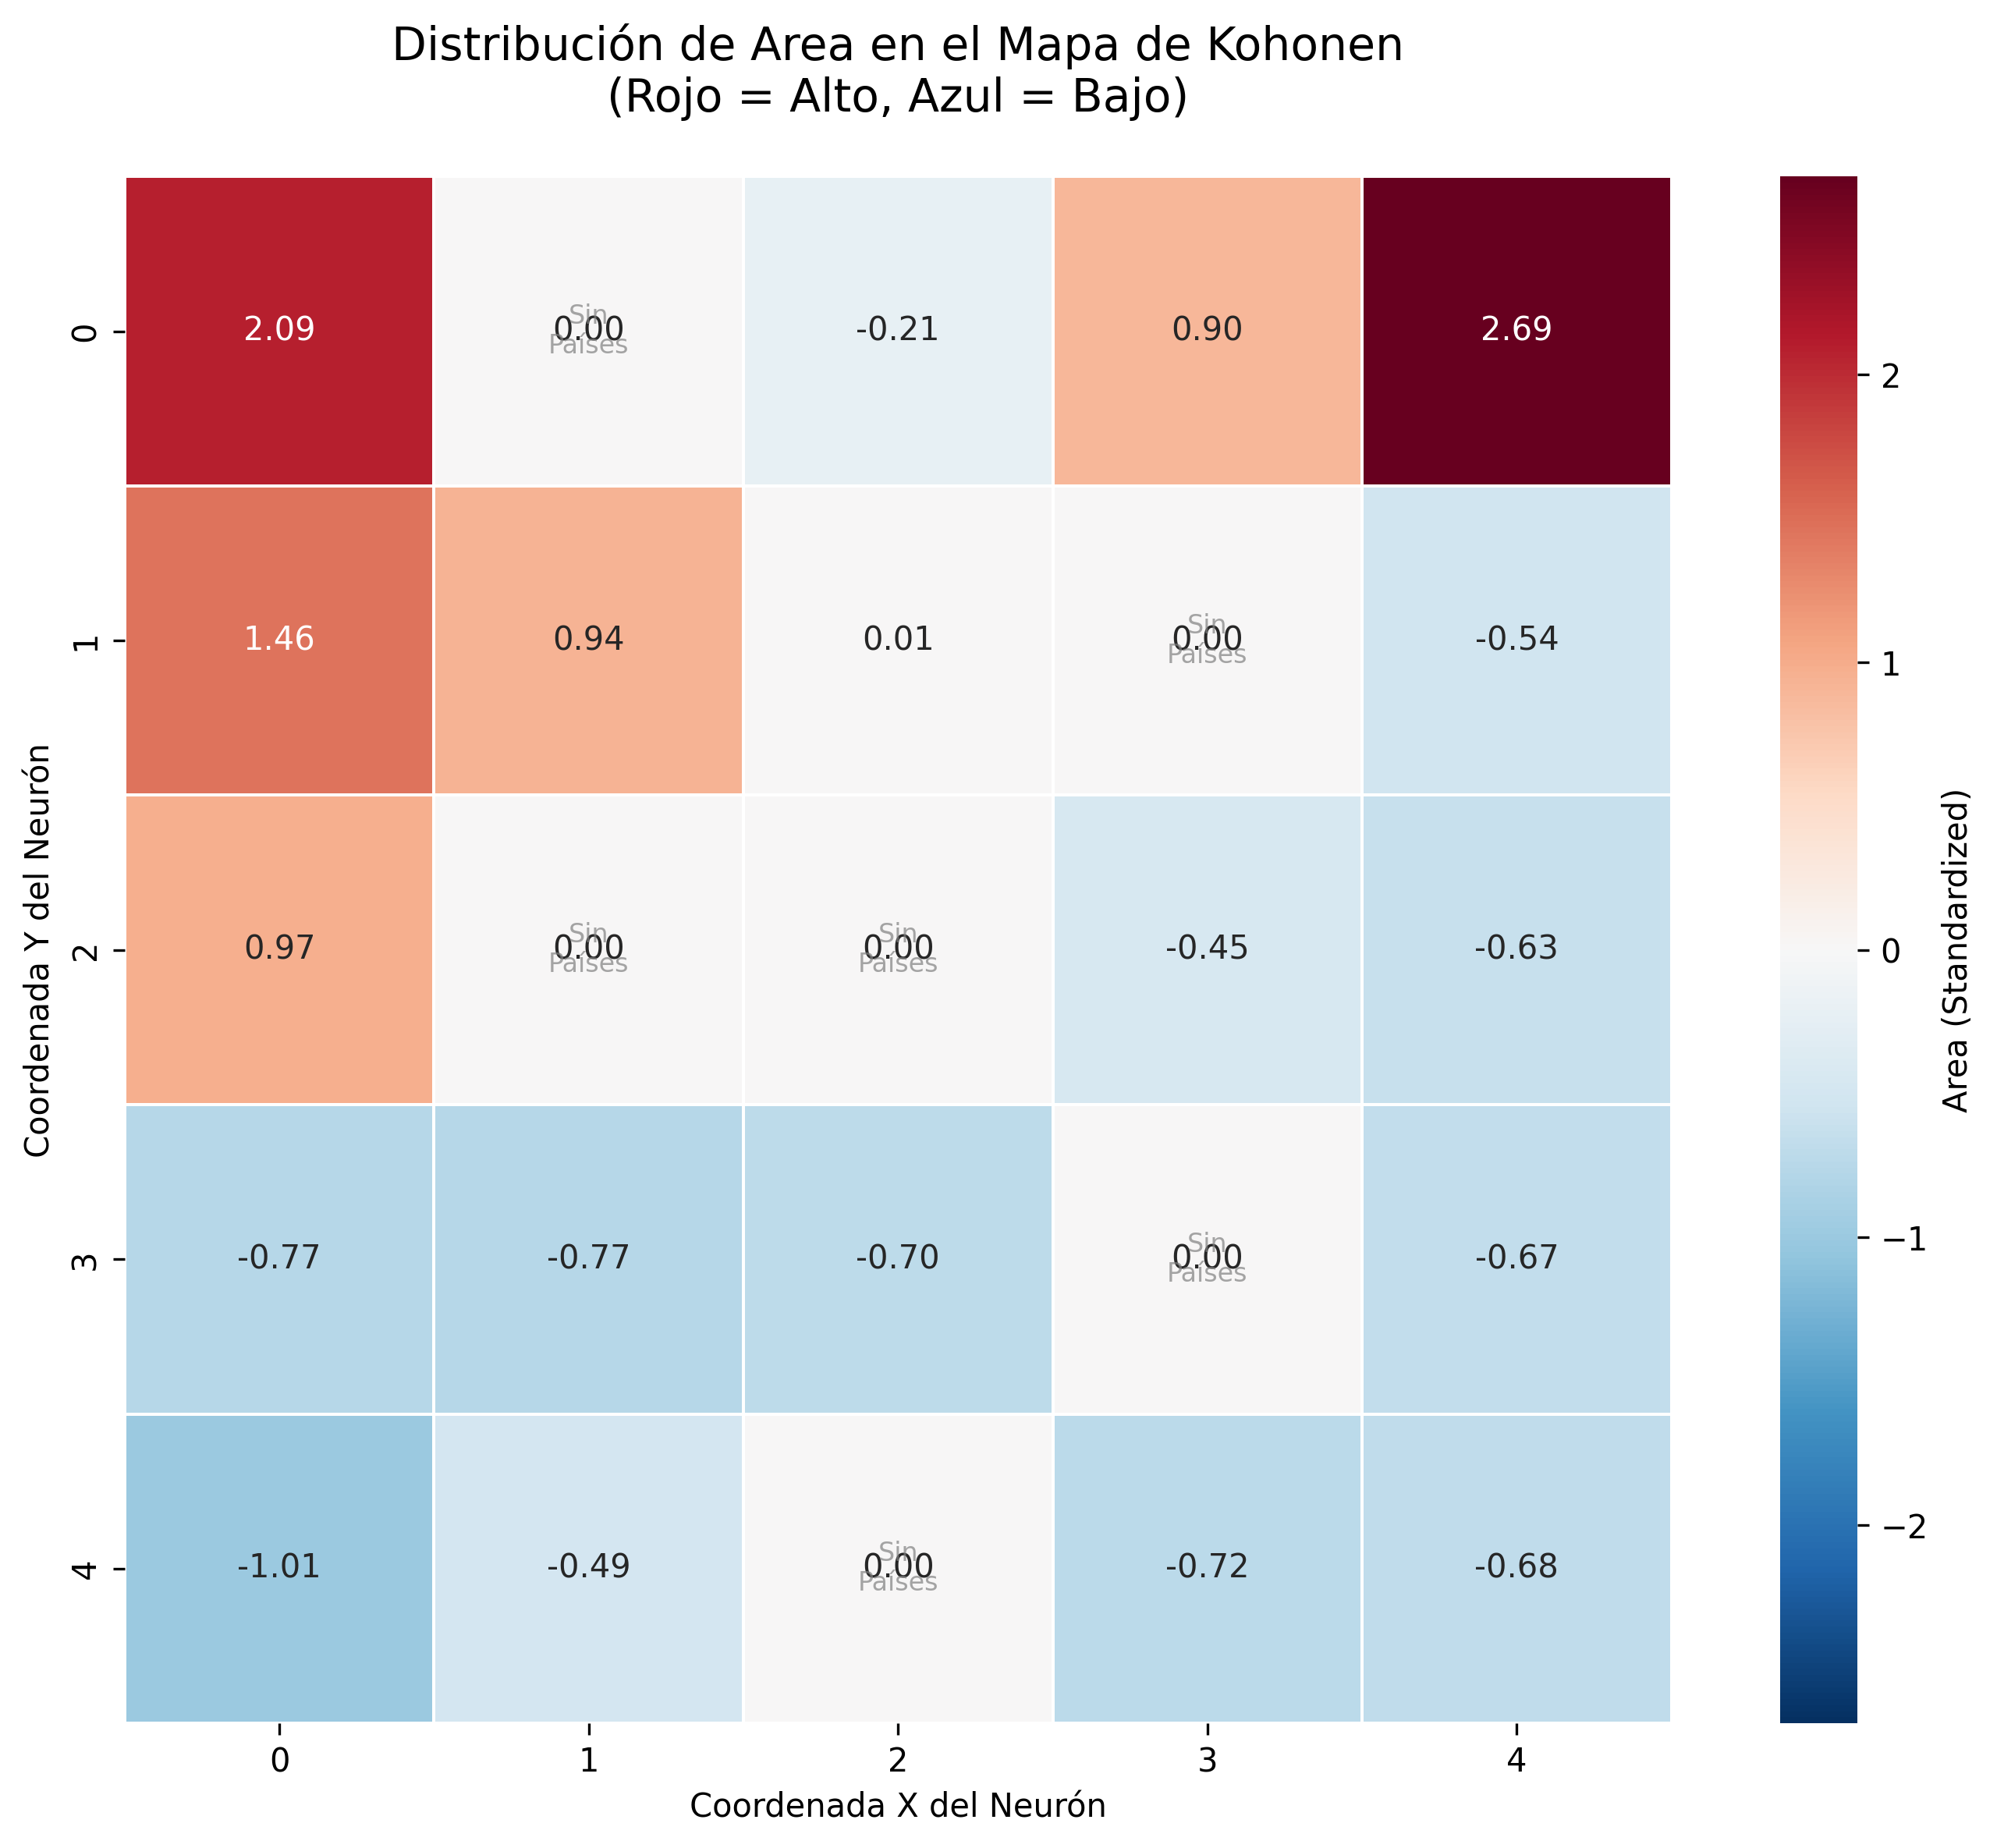 Distribución de Area en el Mapa de Kohonen
(Rojo = Alto, Azul = Bajo)
0
2.09
Sin
0.00
Países
-0.21
0.90
2.69
1
1.46
0.94
0.01
Sin
0.00
Países
-0.54
2
0.97
Sin
0.00
Países
Sin
0.00
Países
-0.45
-0.63
3
-0.77
-0.77
-0.70
Sin
0.00
Países
-0.67
4
-1.01
-0.49
Sin
0.00
Países
-0.72
-0.68
0
1
2
3
4
Coordenada X del Neurón
Coordenada Y del Neurón
2
1
0
−1
−2
Area (Standardized)